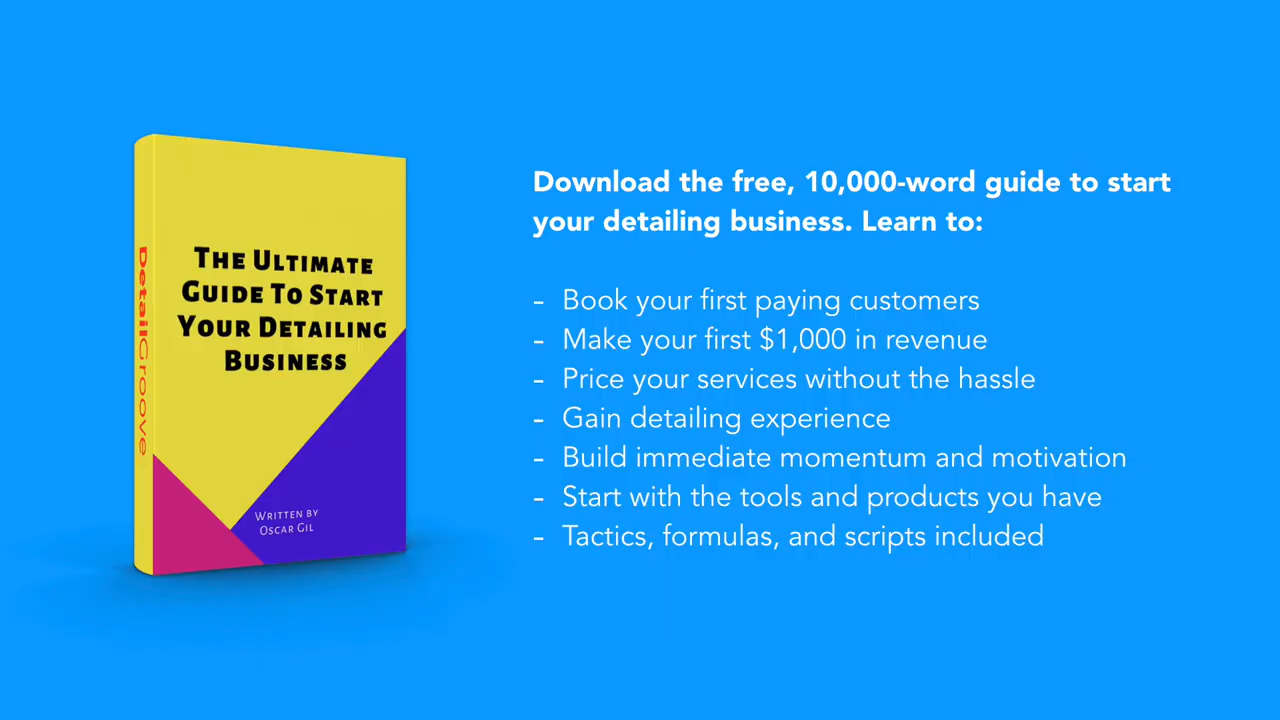 DetailGroove
The Ultimate
Guide To Start
Your Detailing
Business
Written by
Oscar Gil
Download the free, 10,000-word guide to start
your detailing business. Learn to:
- Book your first paying customers
- Make your first $1,000 in revenue
- Price your services without the hassle
- Gain detailing experience
- Build immediate momentum and motivation
- Start with the tools and products you have
- Tactics, formulas, and scripts included